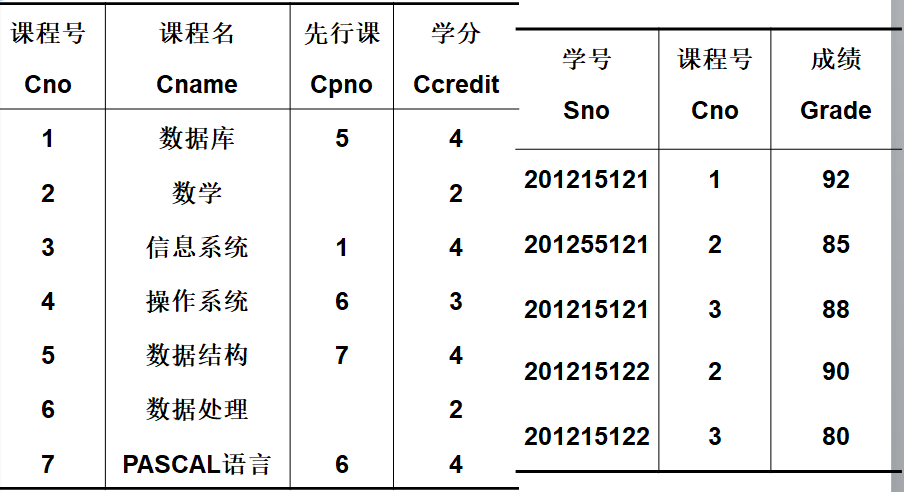 课程号 课程名 先行课 学分
Cno Cname Cpno Ccredit
1 数据库 5 4
2 数学 2
3 信息系统 1 4
4 操作系统 6 3
5 数据结构 7 4
6 数据处理 2
7 PASCAL语言 6 4
学号 课程号 成绩
Sno Cno Grade
201215121 1 92
201255121 2 85
201215121 3 88
201215122 2 90
201215122 3 80